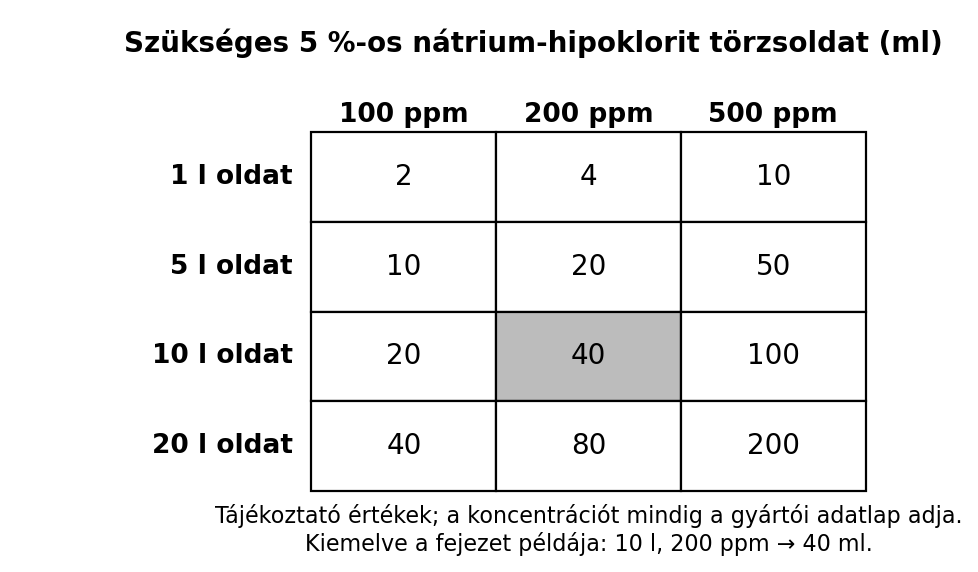 Szükséges 5 %-os nátrium-hipoklorit törzsoldat (ml)
100 ppm 200 ppm 500 ppm
1 l oldat 2 4 10
5 l oldat 10 20 50
10 l oldat 20 40 100
20 l oldat 40 80 200
Tájékoztató értékek; a koncentrációt mindig a gyártói adatlap adja.
Kiemelve a fejezet példája: 10 l, 200 ppm → 40 ml.